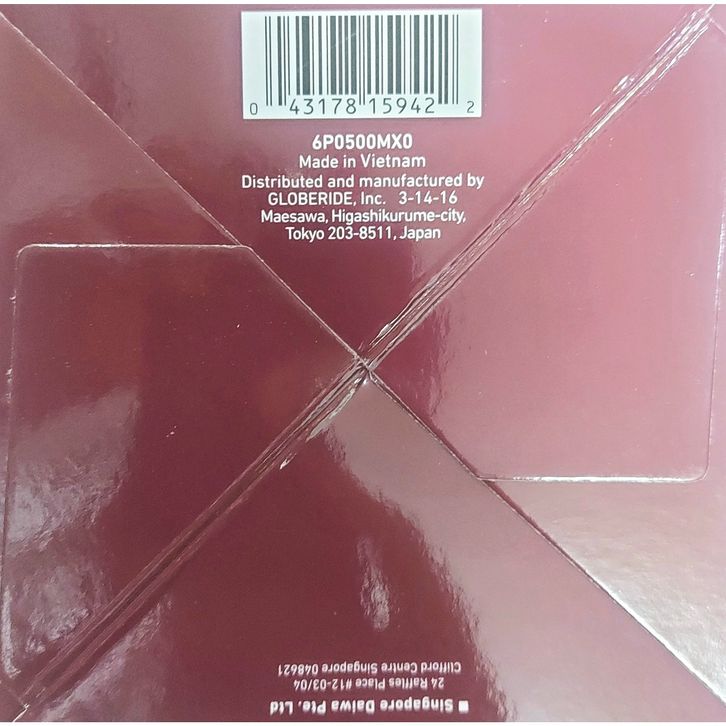 0 43178 15942 2
6P0500MX0
Made in Vietnam
Distributed and manufactured by
GLOBERIDE, Inc. 3-14-16
Maesawa, Higashikurume-city,
Tokyo 203-8511, Japan
■ Singapore Daiwa Pte. Ltd
24 Raffles Place #12-03/04
Clifford Centre Singapore 048621